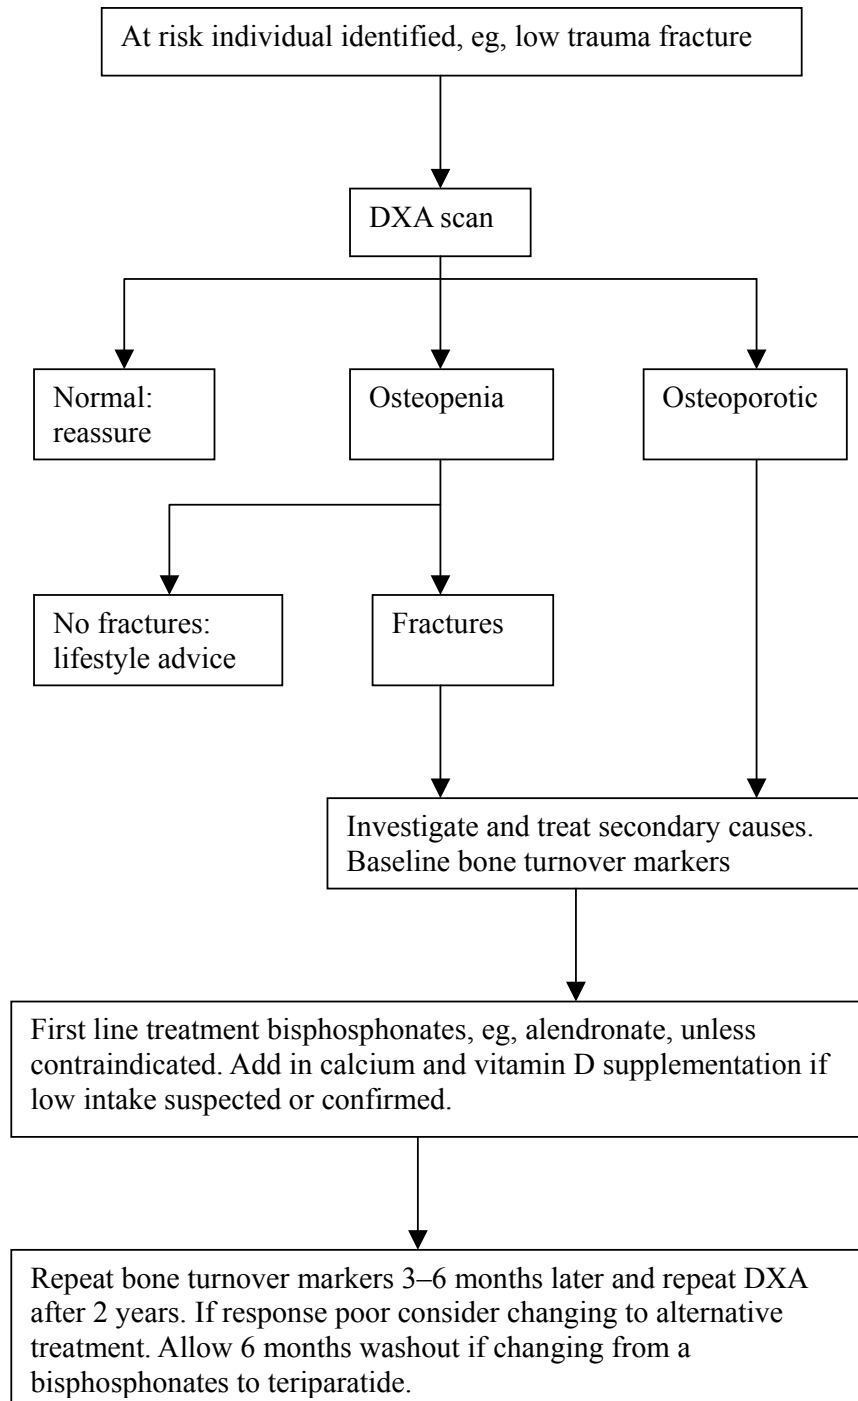 At risk individual identified, eg, low trauma fracture
DXA scan
Normal:
reassure
Osteopenia
Osteoporotic
No fractures:
lifestyle advice
Fractures
Investigate and treat secondary causes.
Baseline bone turnover markers
First line treatment bisphosphonates, eg, alendronate, unless
contraindicated. Add in calcium and vitamin D supplementation if
low intake suspected or confirmed.
Repeat bone turnover markers 3–6 months later and repeat DXA
after 2 years. If response poor consider changing to alternative
treatment. Allow 6 months washout if changing from a
bisphosphonates to teriparatide.